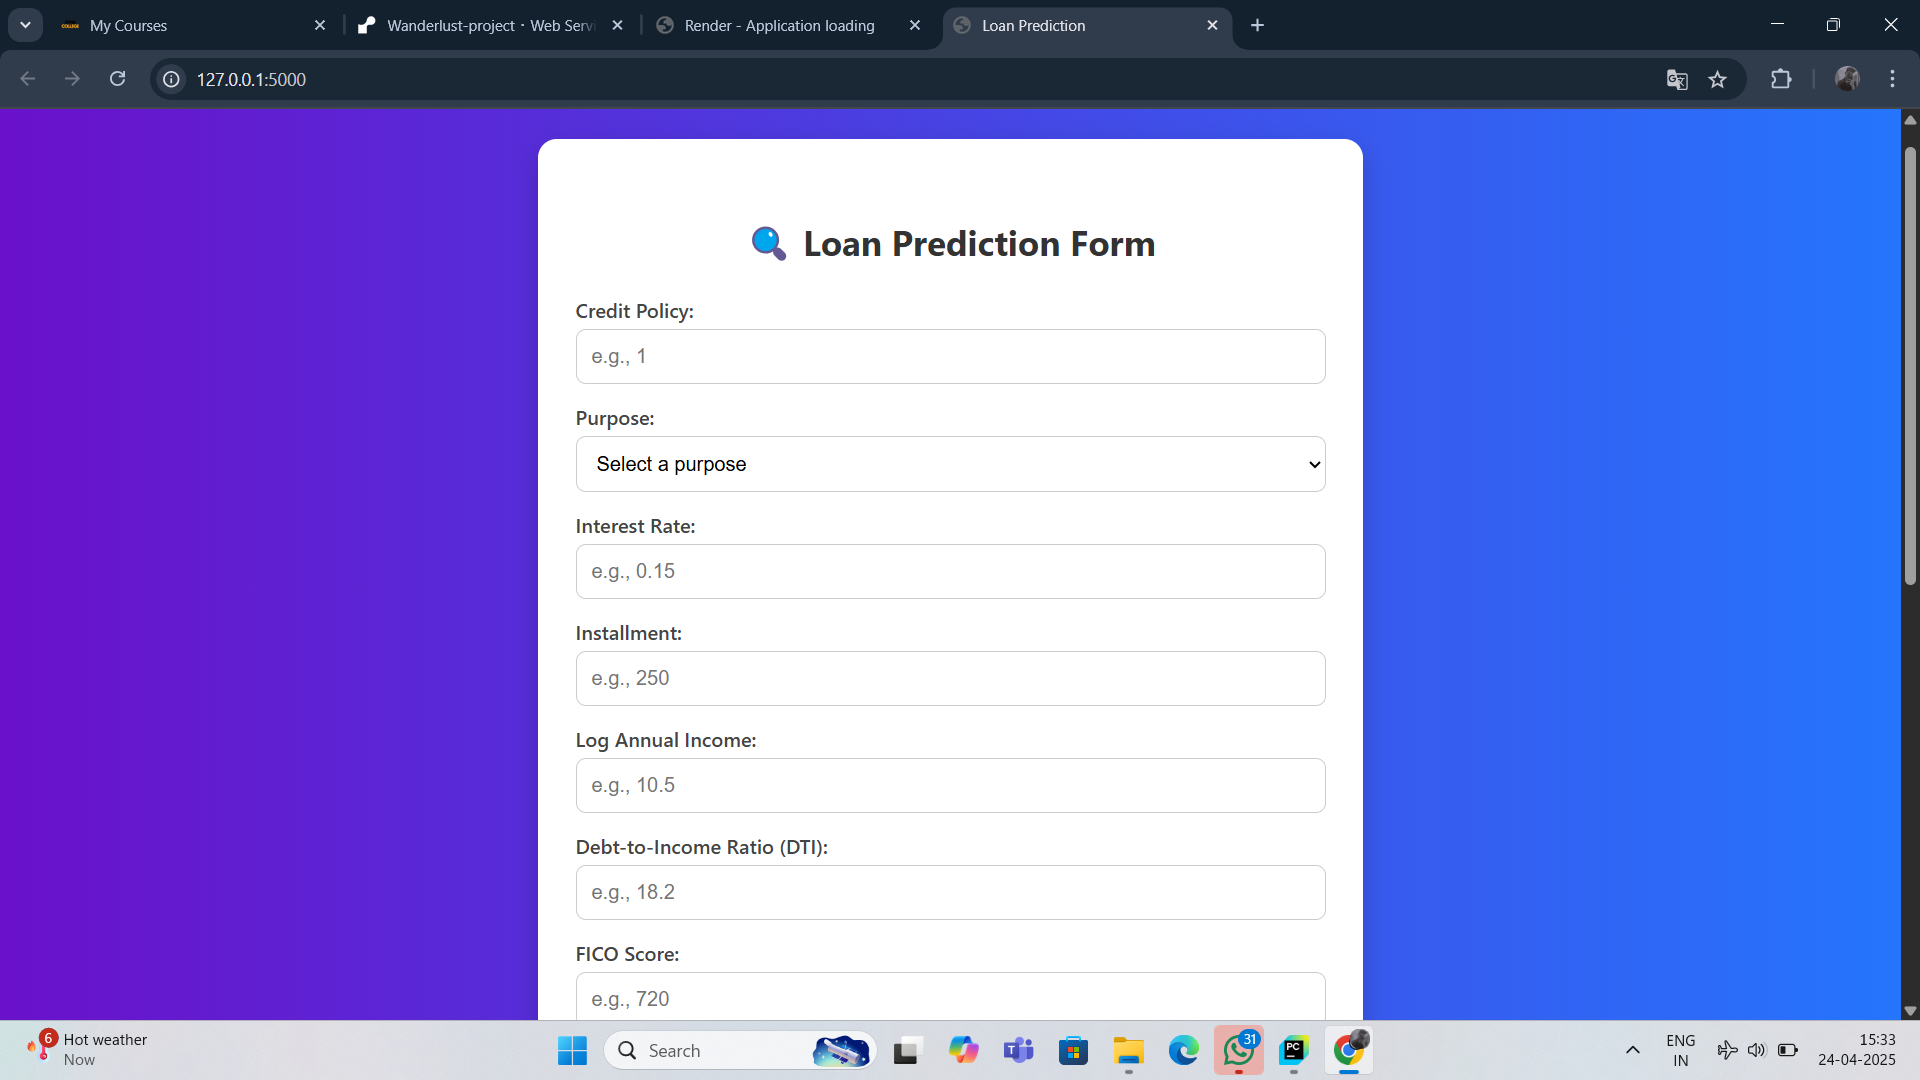 COLLEGE
My Courses
Wanderlust-project · Web Servi
Render - Application loading
Loan Prediction
127.0.0.1:5000
🔍 Loan Prediction Form
Credit Policy:
e.g., 1
Purpose:
Select a purpose
Interest Rate:
e.g., 0.15
Installment:
e.g., 250
Log Annual Income:
e.g., 10.5
Debt-to-Income Ratio (DTI):
e.g., 18.2
FICO Score:
e.g., 720
6
Hot weather
Now
Search
31
PC
ENG
IN
15:33
24-04-2025